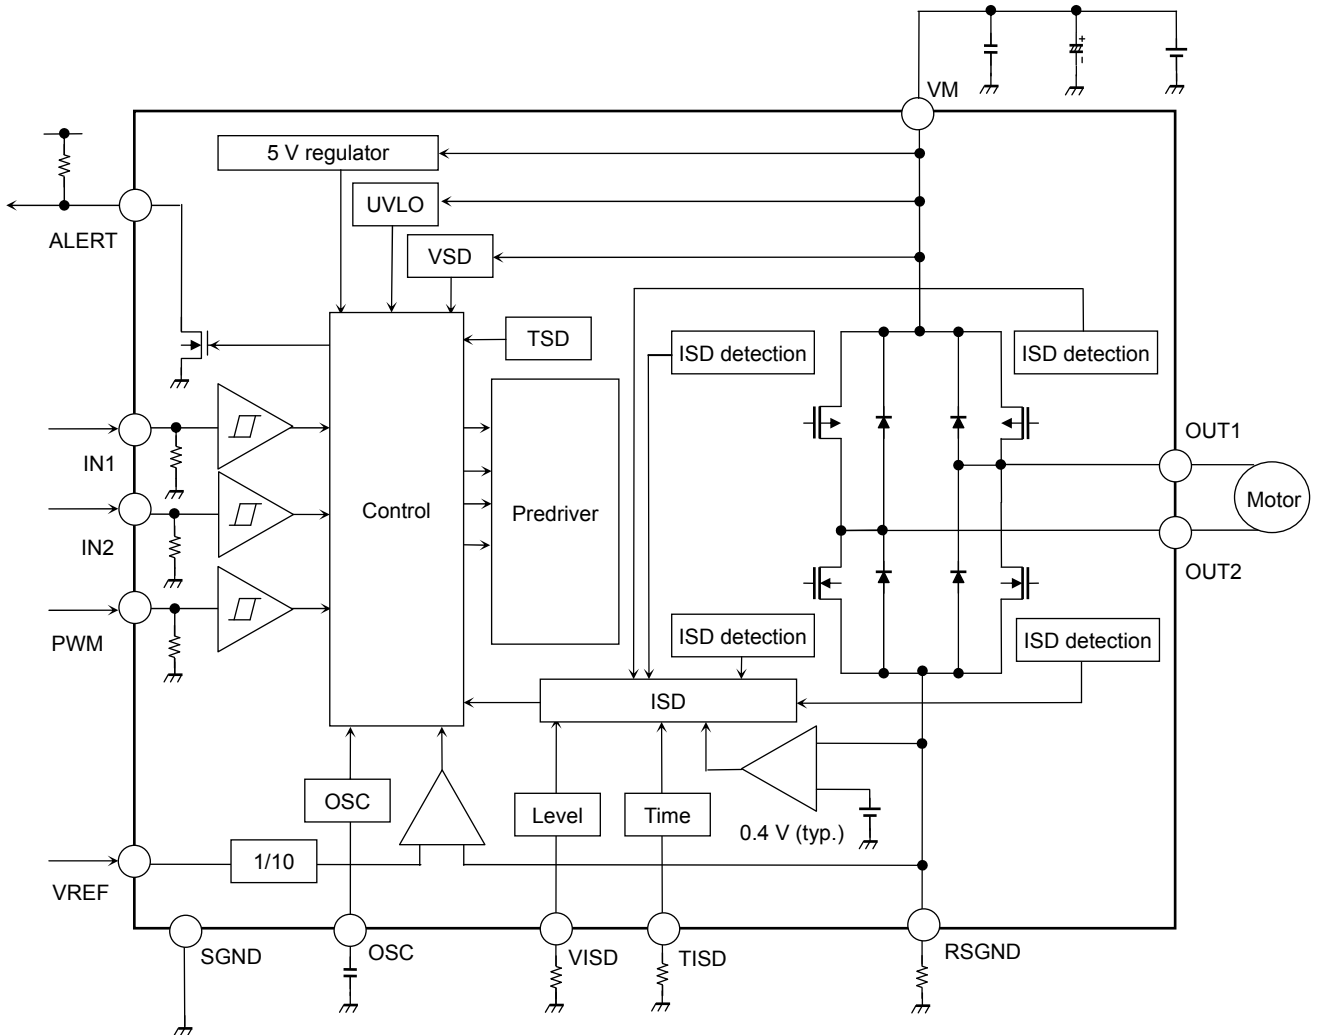 VM
5 V regulator
UVLO
ALERT
VSD
TSD
ISD detection
ISD detection
OUT1
IN1
Control
Predriver
Motor
IN2
OUT2
PWM
ISD detection
ISD detection
ISD
OSC
Level
Time
0.4 V (typ.)
1/10
VREF
SGND
OSC
VISD
TISD
RSGND
+
-